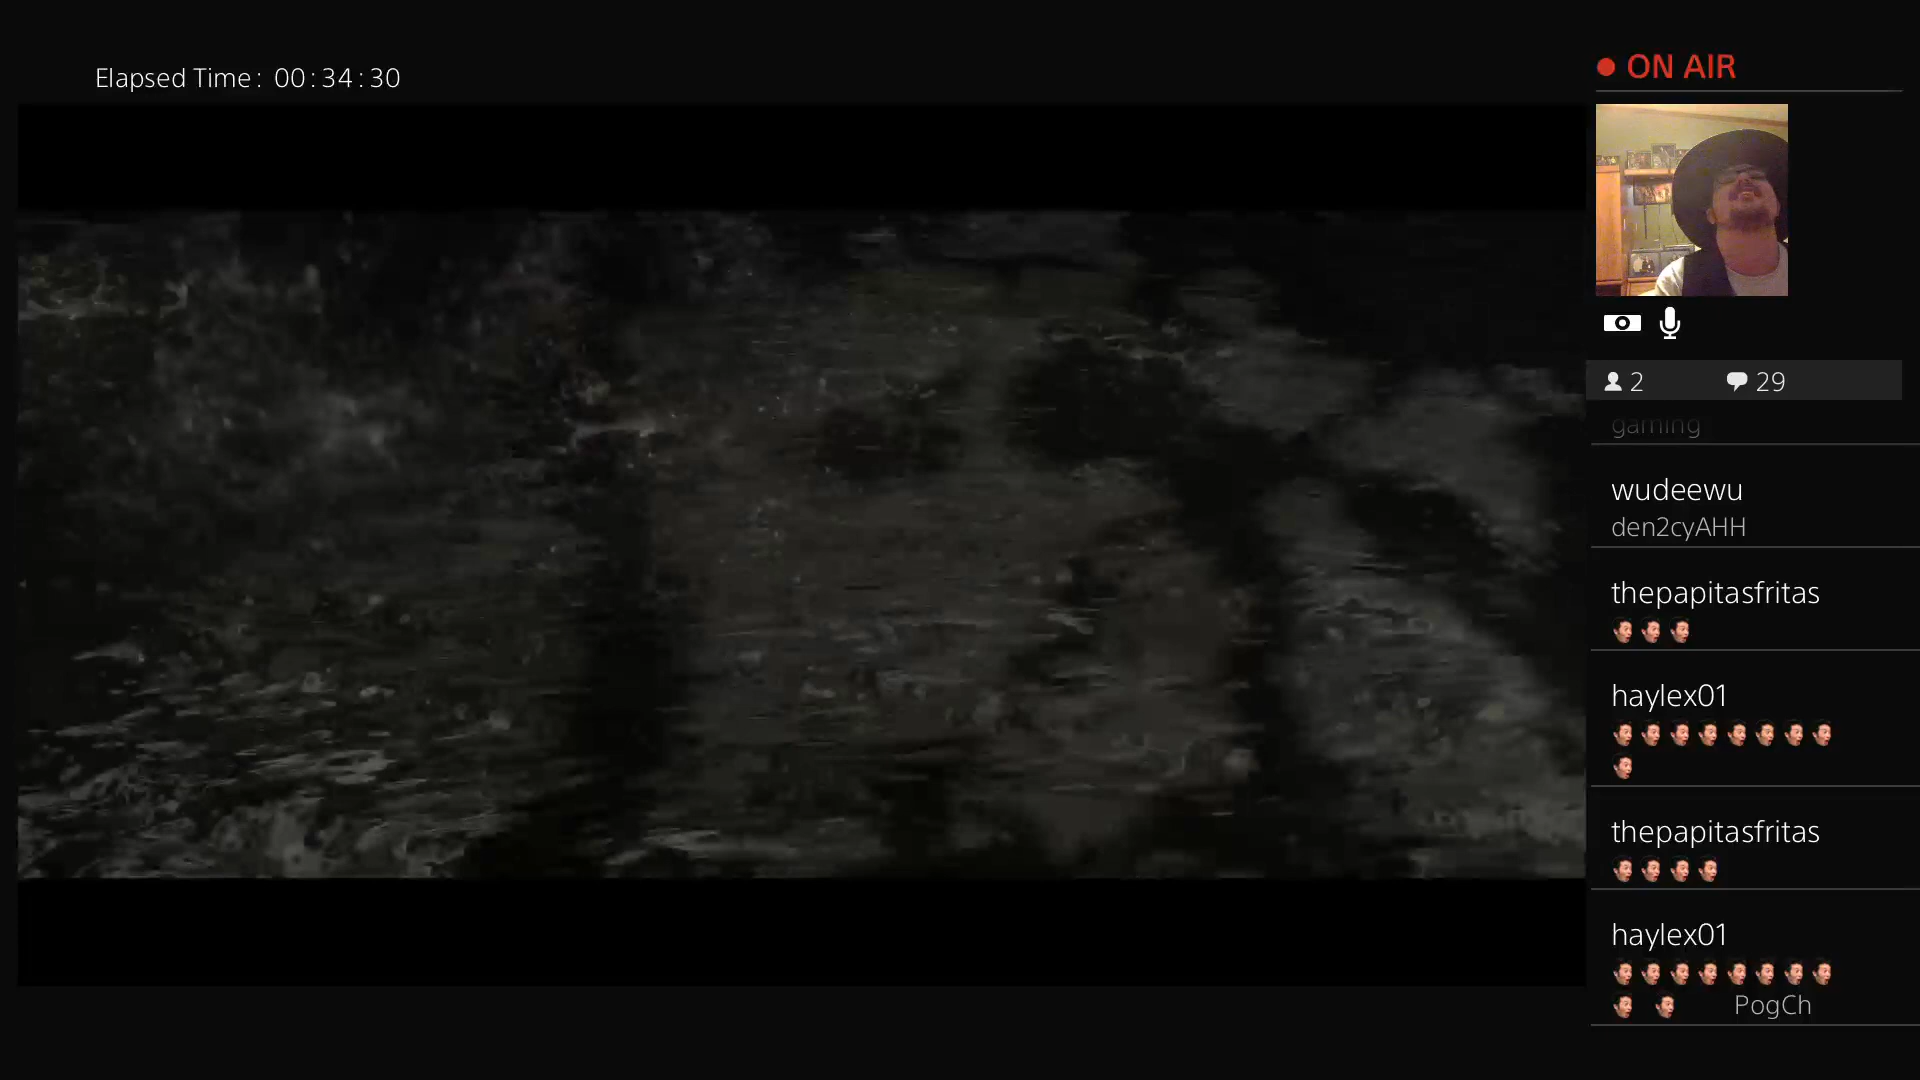 Elapsed Time: 00:34:30
ON AIR
2 29
gaming
wudeewu
den2cyAHH
thepapitasfritas
haylex01
thepapitasfritas
haylex01
PogCh